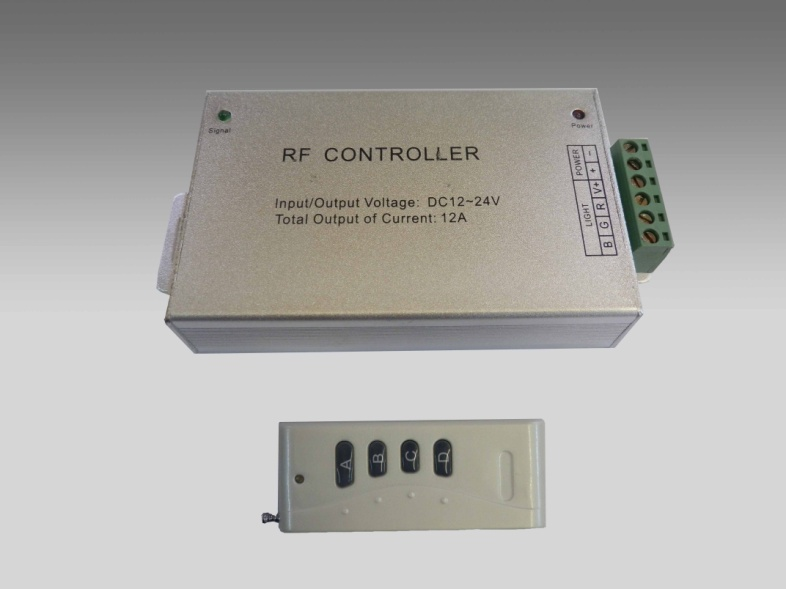 Signal
Power
RF CONTROLLER
Input/Output Voltage: DC12~24V
Total Output of Current: 12A
POWER
− +
LIGHT
V+ R G B
A B C D